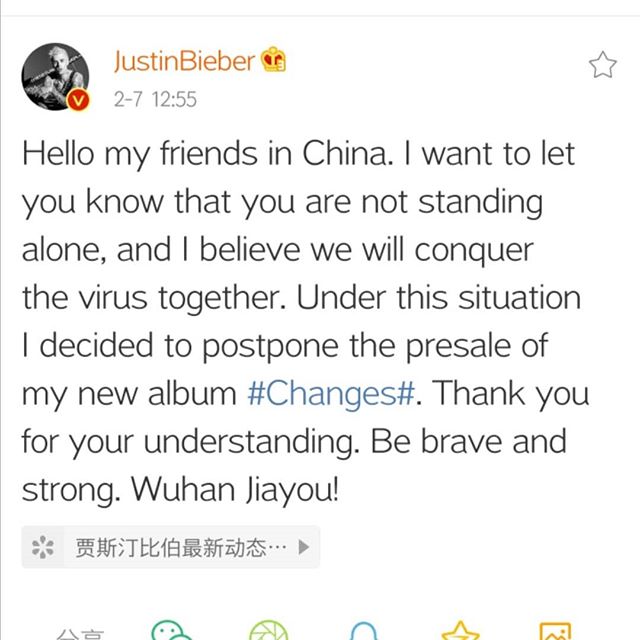 JustinBieber
2-7 12:55
Hello my friends in China. I want to let
you know that you are not standing
alone, and I believe we will conquer
the virus together. Under this situation
I decided to postpone the presale of
my new album #Changes#. Thank you
for your understanding. Be brave and
strong. Wuhan Jiayou!
贾斯汀比伯最新动态…
分享